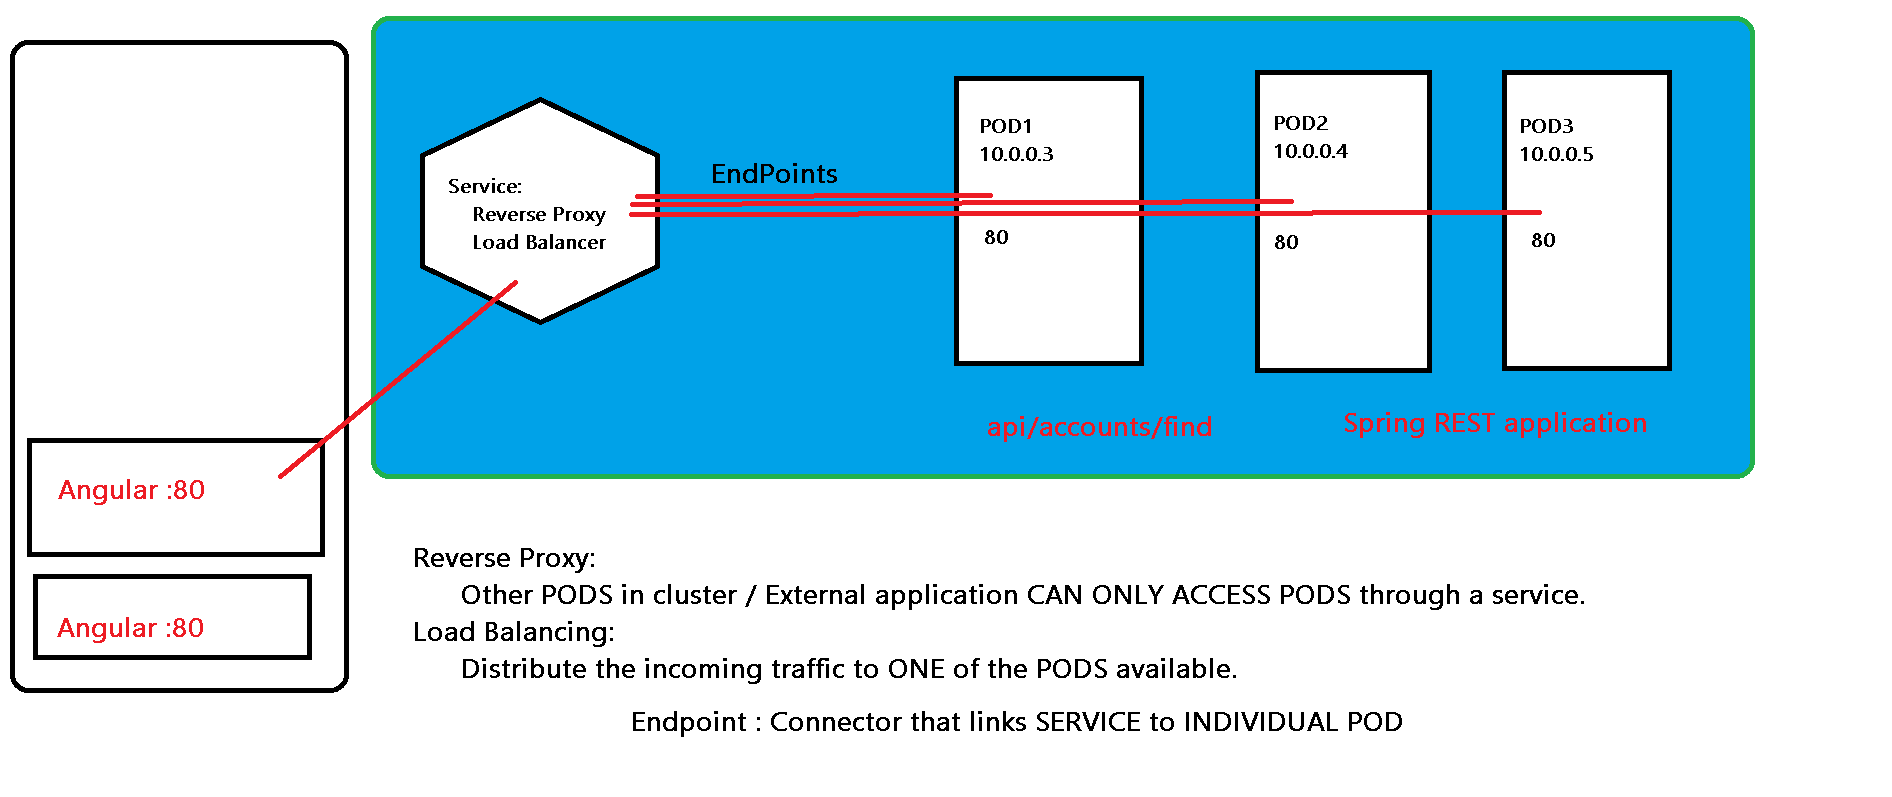 Service:
Reverse Proxy
Load Balancer
EndPoints
POD1
10.0.0.3
80
POD2
10.0.0.4
80
POD3
10.0.0.5
80
api/accounts/find
Spring REST application
Angular :80
Angular :80
Reverse Proxy:
Other PODS in cluster / External application CAN ONLY ACCESS PODS through a service.
Load Balancing:
Distribute the incoming traffic to ONE of the PODS available.
Endpoint : Connector that links SERVICE to INDIVIDUAL POD